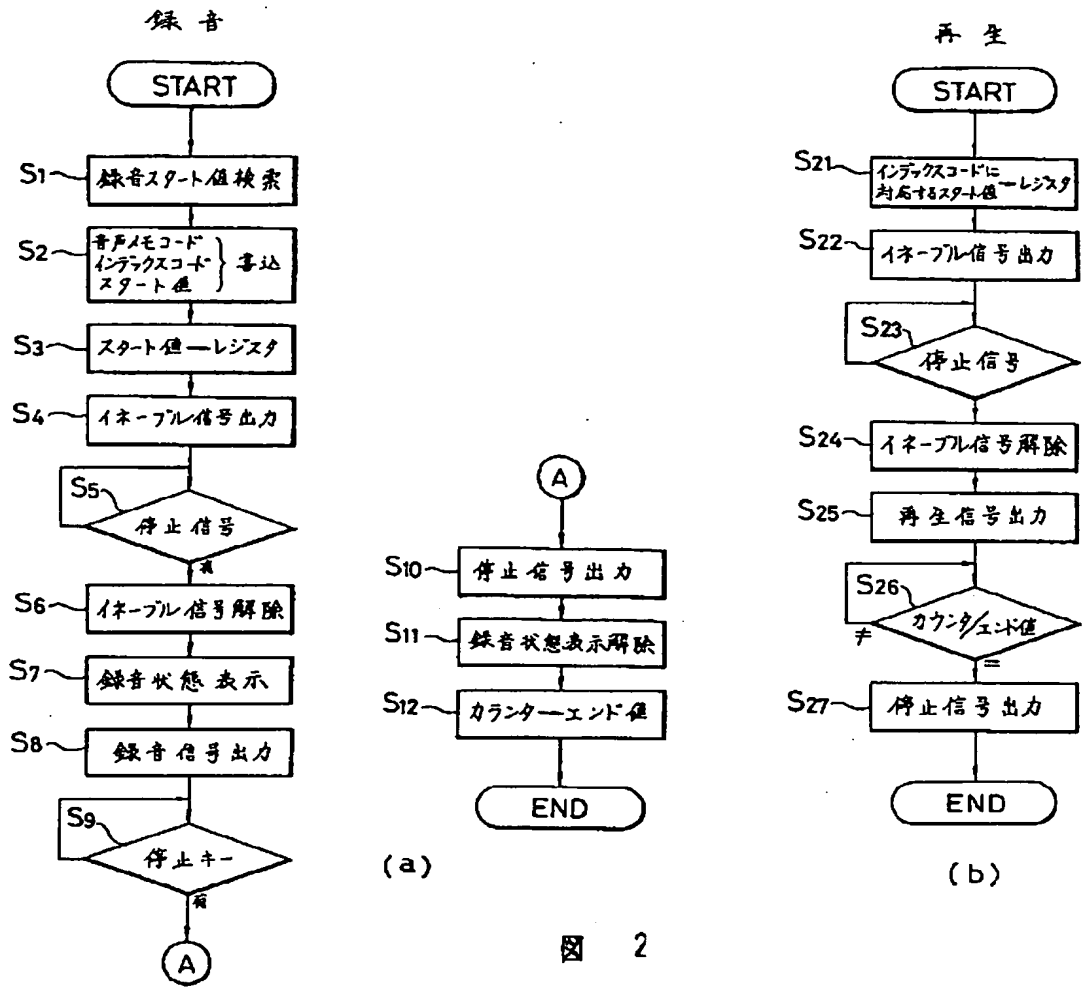 録音
START
S1 録音スタート値検索
S2 音声メモコード
インデックスコード } 書込
スタート値
S3 スタート値―レジスタ
S4 イネーブル信号出力
S5 停止信号
有
S6 イネーブル信号解除
S7 録音状態表示
S8 録音信号出力
S9 停止キー
有
A
A
S10 停止信号出力
S11 録音状態表示解除
S12 カランター―エンド値
END
(a)
再生
START
S21 インデックスコードに
対応するスタート値―レジスタ
S22 イネーブル信号出力
S23 停止信号
S24 イネーブル信号解除
S25 再生信号出力
S26 カウンタ/エンド値
≠
=
S27 停止信号出力
END
(b)
図 2